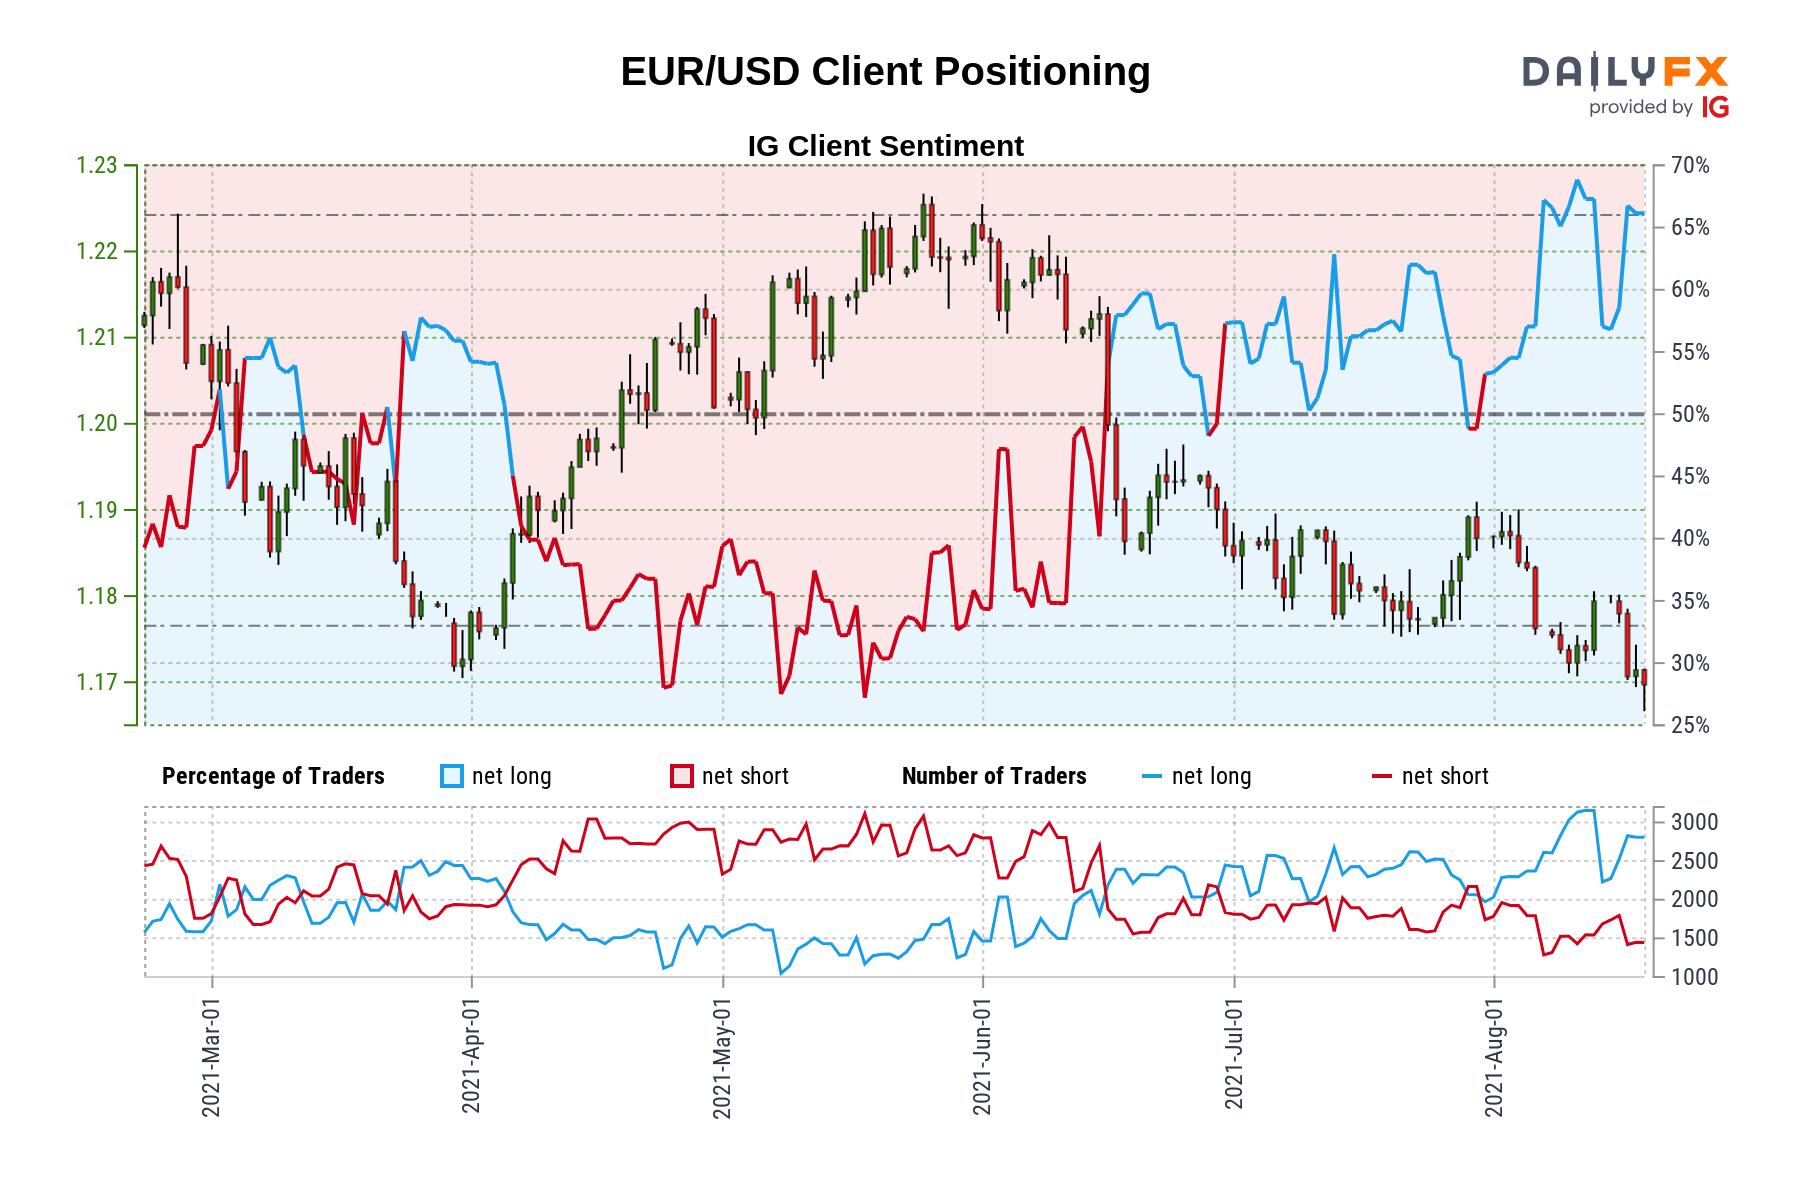 EUR/USD Client Positioning
DAILYFX
provided by IG
IG Client Sentiment
1.23
1.22
1.21
1.20
1.19
1.18
1.17
70%
65%
60%
55%
50%
45%
40%
35%
30%
25%
Percentage of Traders net long net short Number of Traders net long net short
3000
2500
2000
1500
1000
2021-Mar-01
2021-Apr-01
2021-May-01
2021-Jun-01
2021-Jul-01
2021-Aug-01